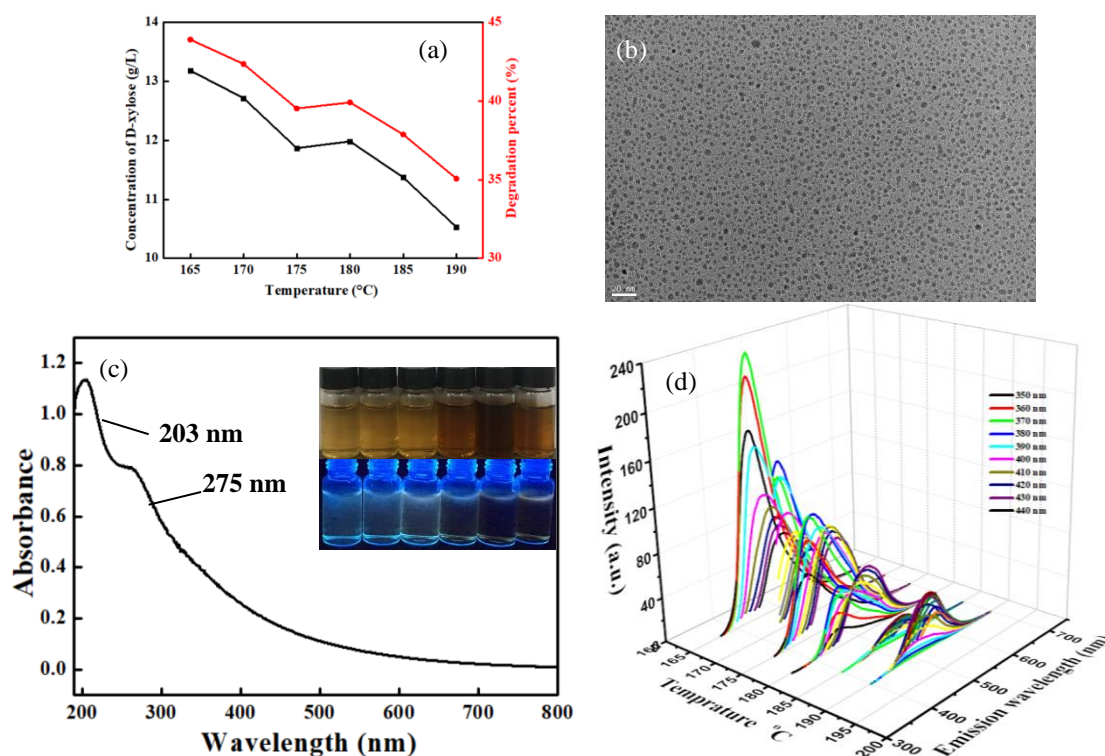 (a)
Concentration of D-xylose (g/L)
14
13
12
11
10
45
40
35
30
Degradation percent (%)
165 170 175 180 185 190
Temperature (°C)
(b)
20 nm
(c)
Absorbance
1.2
1.0
0.8
0.6
0.4
0.2
0.0
203 nm
275 nm
200 300 400 500 600 700 800
Wavelength (nm)
(d)
Intensity (a.u.)
240
200
160
120
80
40
0
350 nm
360 nm
370 nm
380 nm
390 nm
400 nm
410 nm
420 nm
430 nm
440 nm
160 165 170 175 180 185 190 195 200
Temprature °C
300 400 500 600 700
Emission wavelength (nm)